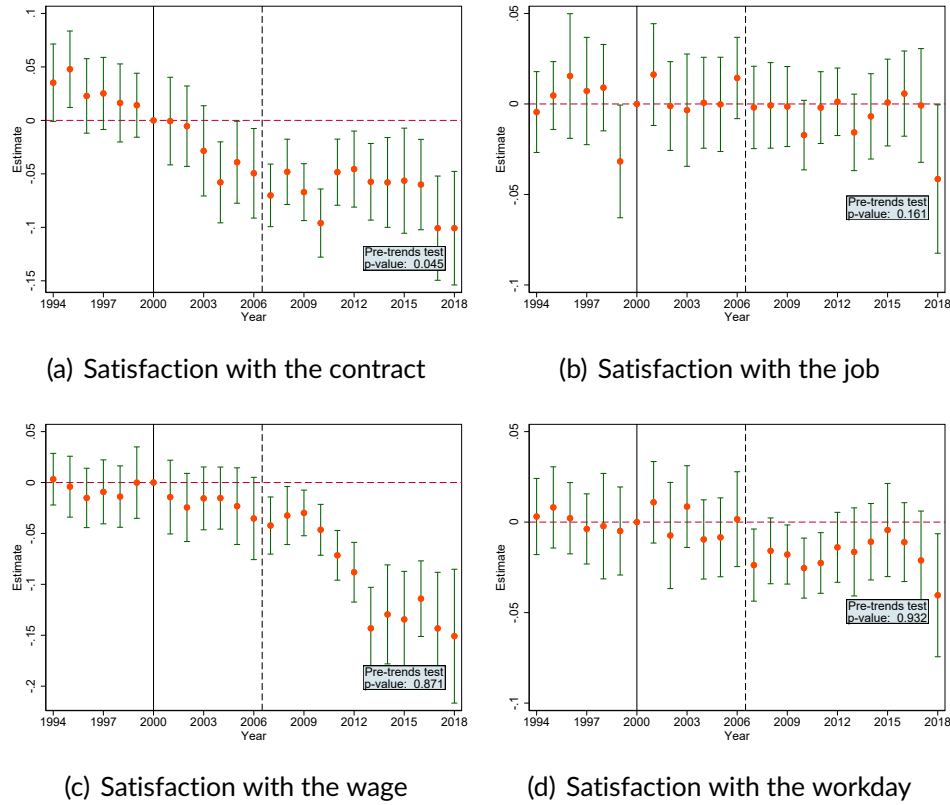 .1
.05
0
-.05
-.1
-.15
Estimate
Pre-trends test
p-value: 0.045
1994 1997 2000 2003 2006 2009 2012 2015 2018
Year
(a) Satisfaction with the contract
.05
0
-.05
-.1
Estimate
Pre-trends test
p-value: 0.161
1994 1997 2000 2003 2006 2009 2012 2015 2018
Year
(b) Satisfaction with the job
.05
0
-.05
-.1
-.15
-.2
Estimate
Pre-trends test
p-value: 0.871
1994 1997 2000 2003 2006 2009 2012 2015 2018
Year
(c) Satisfaction with the wage
.05
0
-.05
-.1
Estimate
Pre-trends test
p-value: 0.932
1994 1997 2000 2003 2006 2009 2012 2015 2018
Year
(d) Satisfaction with the workday